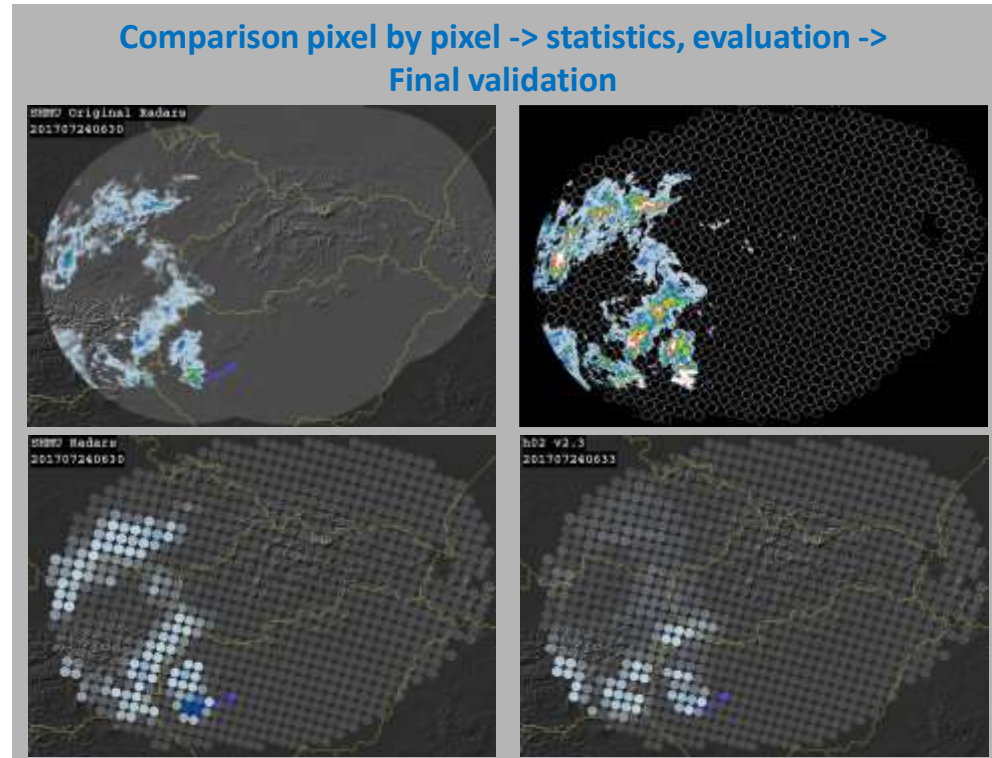 Comparison pixel by pixel -> statistics, evaluation ->
Final validation
SHMU Original Radars
201707240630
SHMU Radars
201707240630
h02 v2.3
201707240633